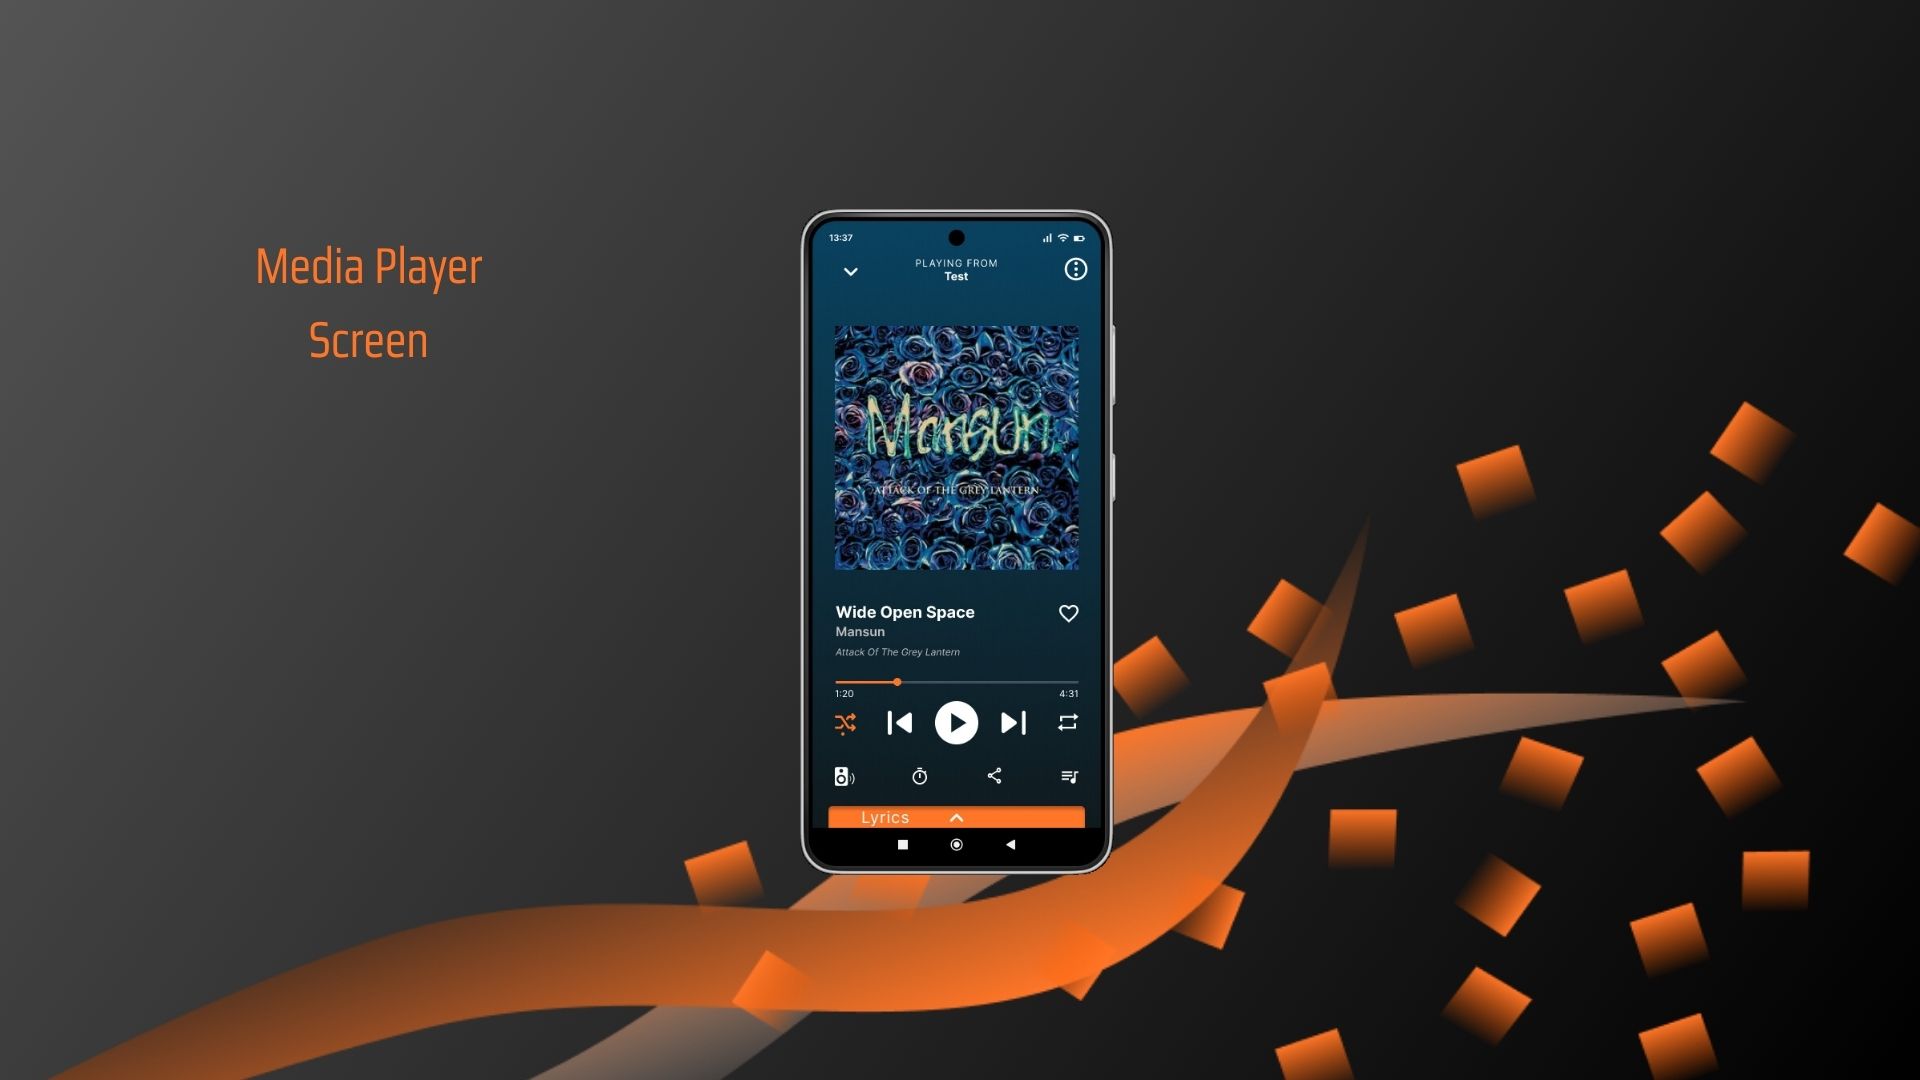 Media Player
Screen
13:37
PLAYING FROM
Test
Mansun
ATTACK OF THE GREY LANTERN
Wide Open Space
Mansun
Attack Of The Grey Lantern
1:20 4:31
Lyrics